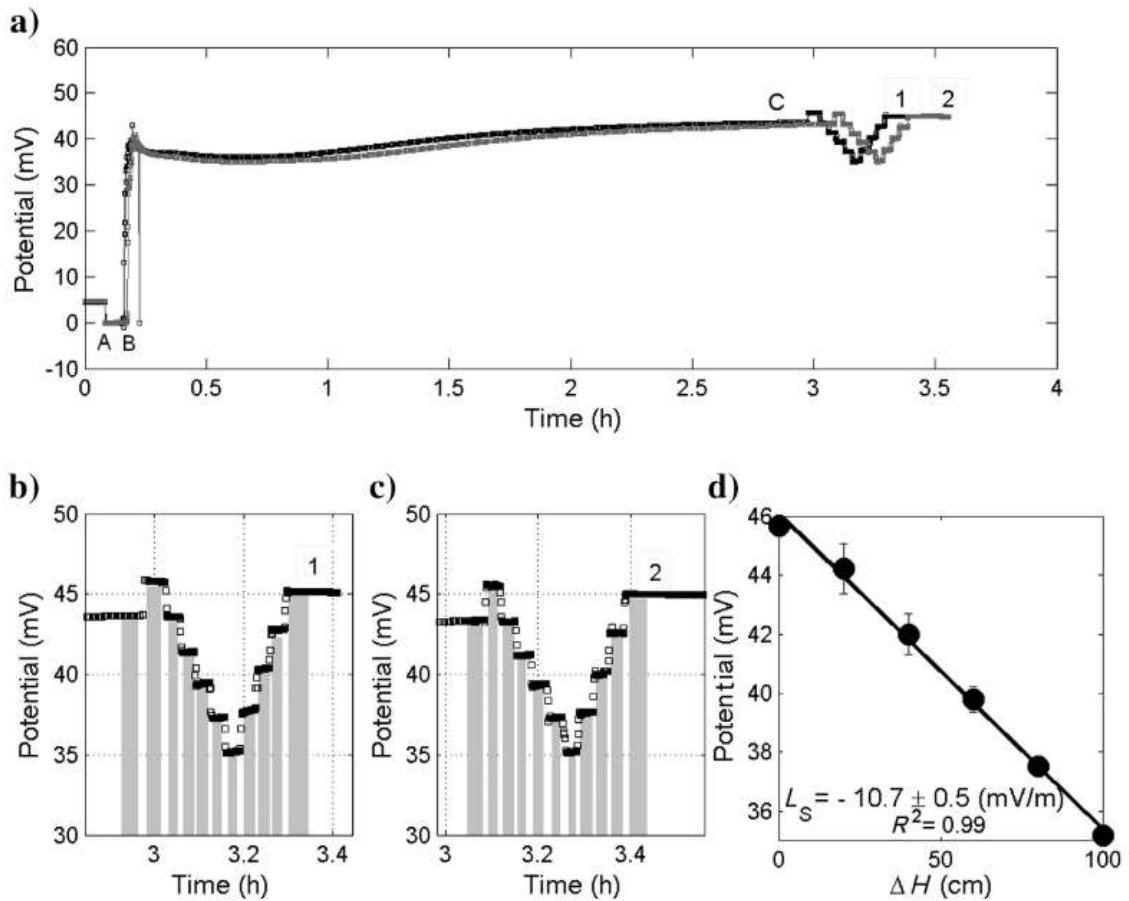 a)
60
50
40
30
20
10
0
-10
Potential (mV)
A B
C
1 2
0 0.5 1 1.5 2 2.5 3 3.5 4
Time (h)
b)
50
45
40
35
30
Potential (mV)
1
3 3.2 3.4
Time (h)
c)
50
45
40
35
30
Potential (mV)
2
3 3.2 3.4
Time (h)
d)
46
44
42
40
38
36
Potential (mV)
L_S = - 10.7 ± 0.5 (mV/m)
R² = 0.99
0 50 100
Δ H (cm)